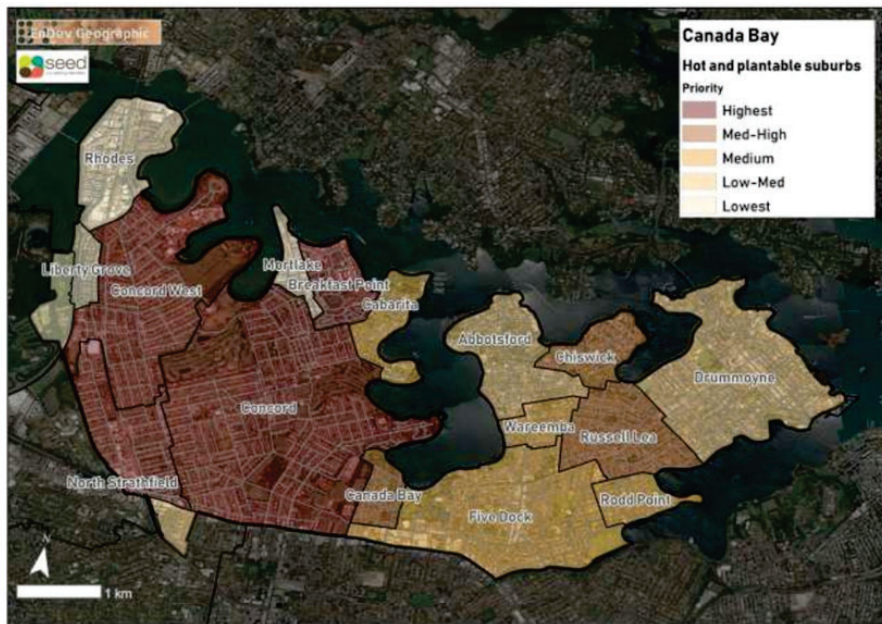 EnDev Geographic
seed
Canada Bay
Hot and plantable suburbs
Priority
Highest
Med-High
Medium
Low-Med
Lowest
Rhodes
Liberty Grove
Concord West
Mortlake
Breakfast Point
Cabarita
Abbotsford
Chiswick
Drummoyne
Concord
Wareemba
Russell Lea
North Strathfield
Canada Bay
Five Dock
Rodd Point
N
1 km